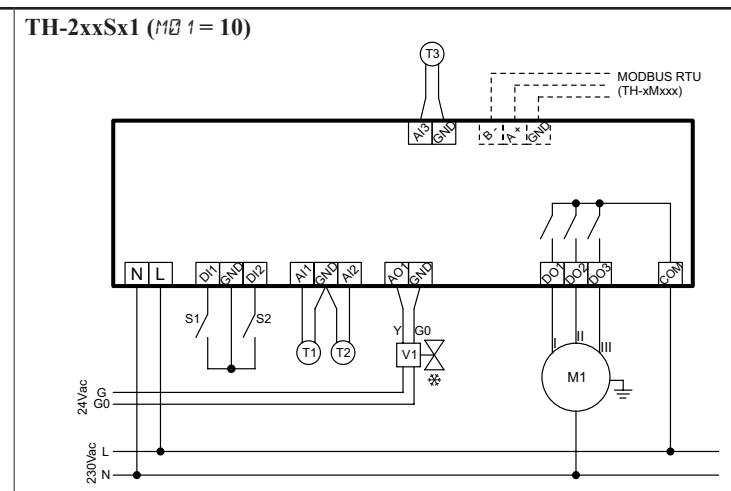 TH-2xxSx1 (M01 = 10)
T3
MODBUS RTU
(TH-xMxxx)
AI3 GND B - A + GND
N L DI1 GND DI2 AI1 GND AI2 AO1 GND DO1 DO2 DO3 COM
S1 S2 T1 T2 Y G0 I II III
V1 M1
24Vac G
G0
230Vac L
N